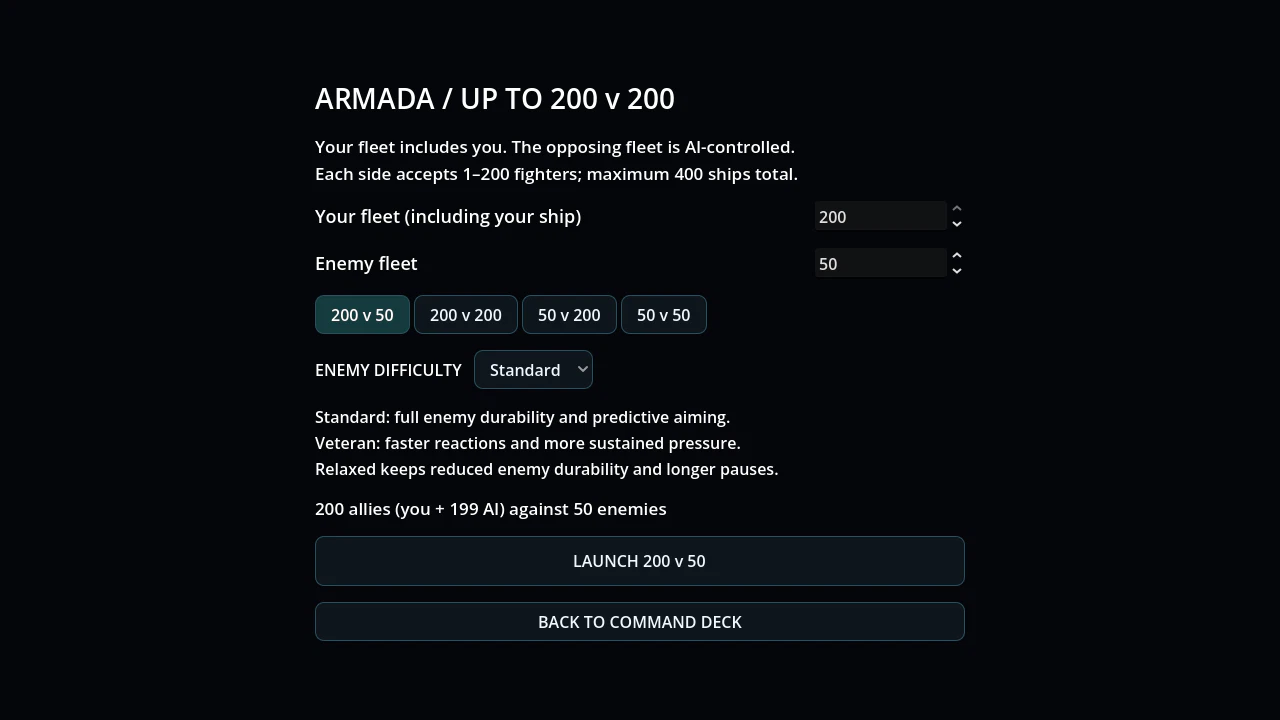 ARMADA / UP TO 200 v 200
Your fleet includes you. The opposing fleet is AI-controlled.
Each side accepts 1–200 fighters; maximum 400 ships total.
Your fleet (including your ship) 200
Enemy fleet 50
200 v 50 200 v 200 50 v 200 50 v 50
ENEMY DIFFICULTY Standard
Standard: full enemy durability and predictive aiming.
Veteran: faster reactions and more sustained pressure.
Relaxed keeps reduced enemy durability and longer pauses.
200 allies (you + 199 AI) against 50 enemies
LAUNCH 200 v 50
BACK TO COMMAND DECK